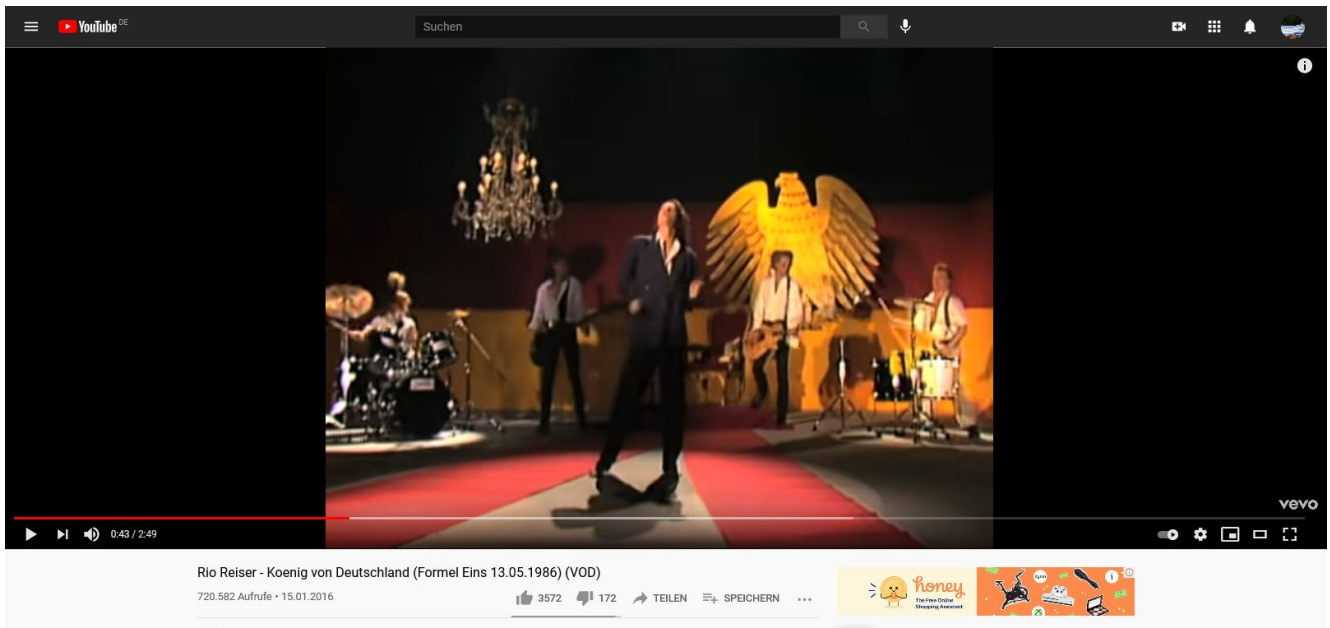 YouTube DE
Suchen
vevo
0:43 / 2:49
Rio Reiser - Koenig von Deutschland (Formel Eins 13.05.1986) (VOD)
720.582 Aufrufe • 15.01.2016
3572 172 TEILEN SPEICHERN
honey
The Free Online
Shopping Assistant